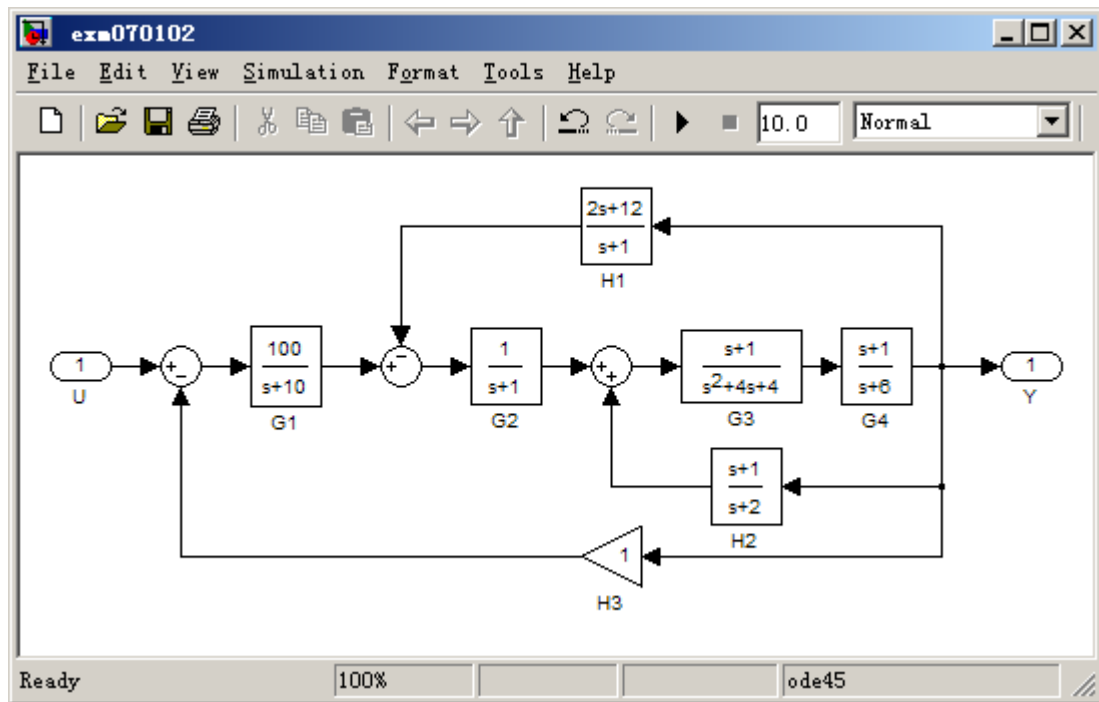 exm070102
File Edit View Simulation Format Tools Help
10.0 Normal
2s+12
s+1
H1
1
U
+
−
100
s+10
G1
+
−
1
s+1
G2
+
+
s+1
s2+4s+4
G3
s+1
s+6
G4
1
Y
s+1
s+2
H2
1
H3
Ready 100% ode45